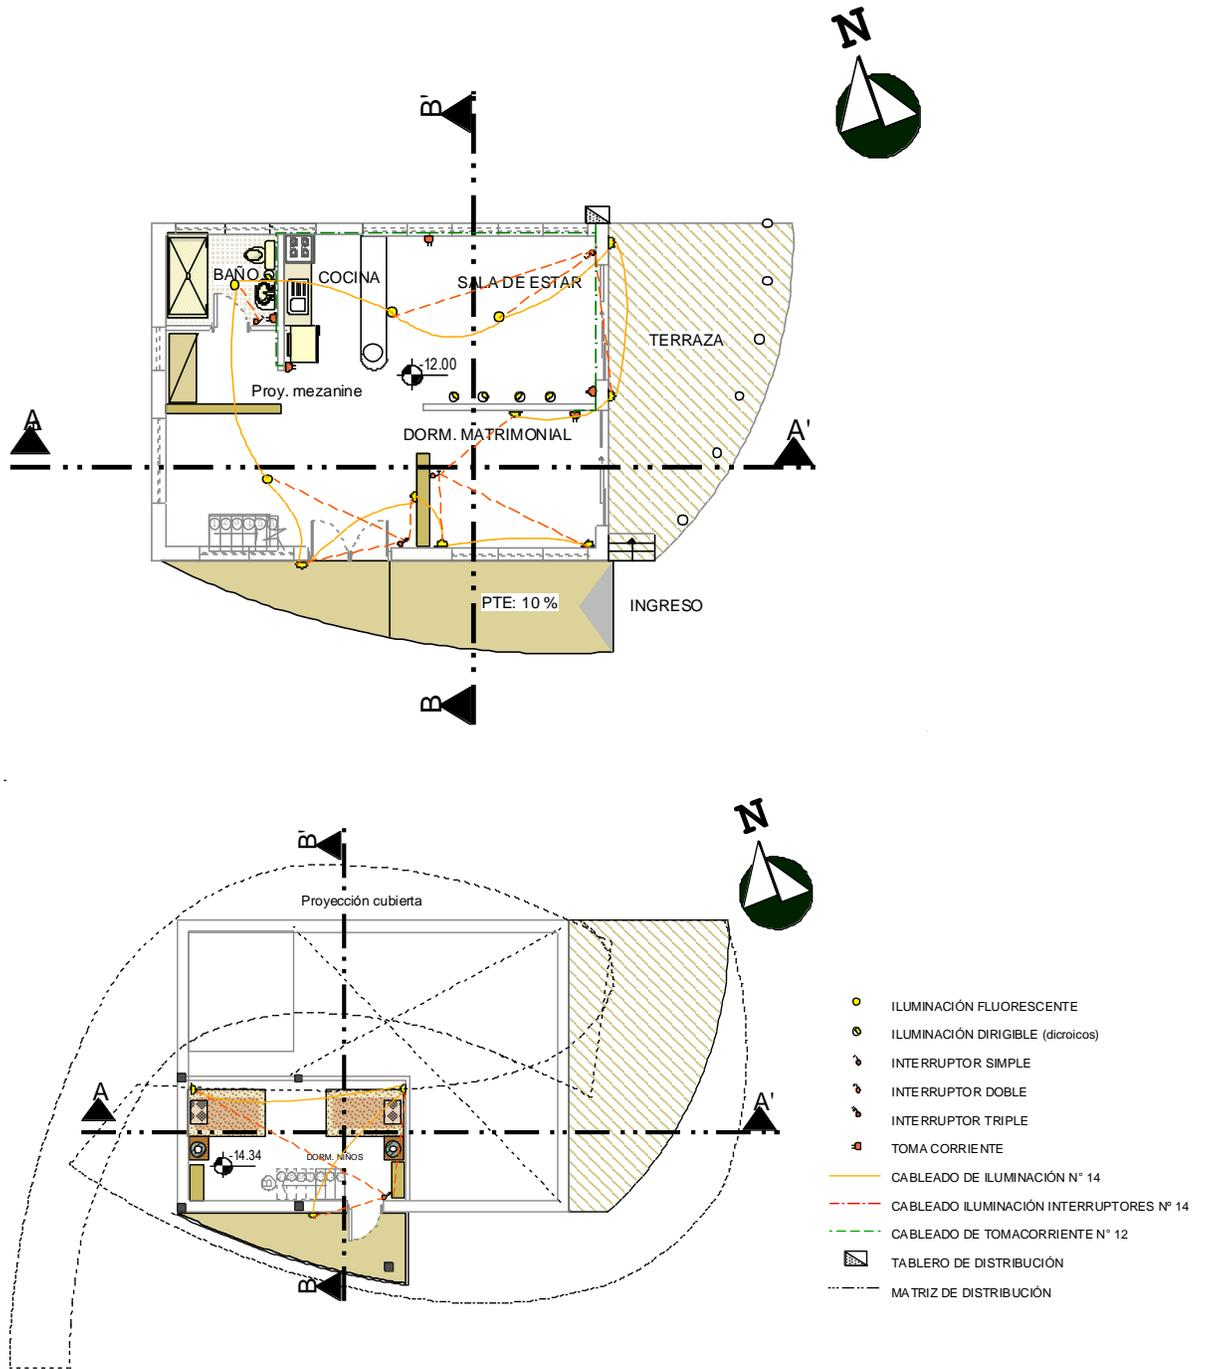 N
B'
BAÑO
COCINA
SALA DE ESTAR
TERRAZA
-12.00
Proy. mezanine
A
DORM. MATRIMONIAL
A'
PTE: 10 %
INGRESO
B
N
B'
Proyección cubierta
A
A'
-14.34
DORM. NIÑOS
B
ILUMINACIÓN FLUORESCENTE
ILUMINACIÓN DIRIGIBLE (dicroicos)
INTERRUPTOR SIMPLE
INTERRUPTOR DOBLE
INTERRUPTOR TRIPLE
TOMA CORRIENTE
CABLEADO DE ILUMINACIÓN N° 14
CABLEADO ILUMINACIÓN INTERRUPTORES Nº 14
CABLEADO DE TOMACORRIENTE N° 12
TABLERO DE DISTRIBUCIÓN
MATRIZ DE DISTRIBUCIÓN